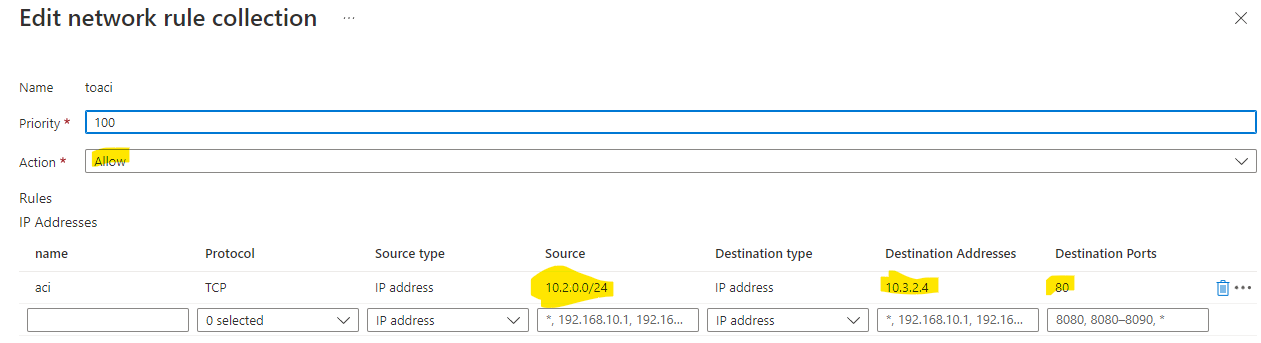 Edit network rule collection ...
Name toaci
Priority * 100
Action * Allow
Rules
IP Addresses
name Protocol Source type Source Destination type Destination Addresses Destination Ports
aci TCP IP address 10.2.0.0/24 IP address 10.3.2.4 80
0 selected IP address *, 192.168.10.1, 192.16... IP address *, 192.168.10.1, 192.16... 8080, 8080–8090, *